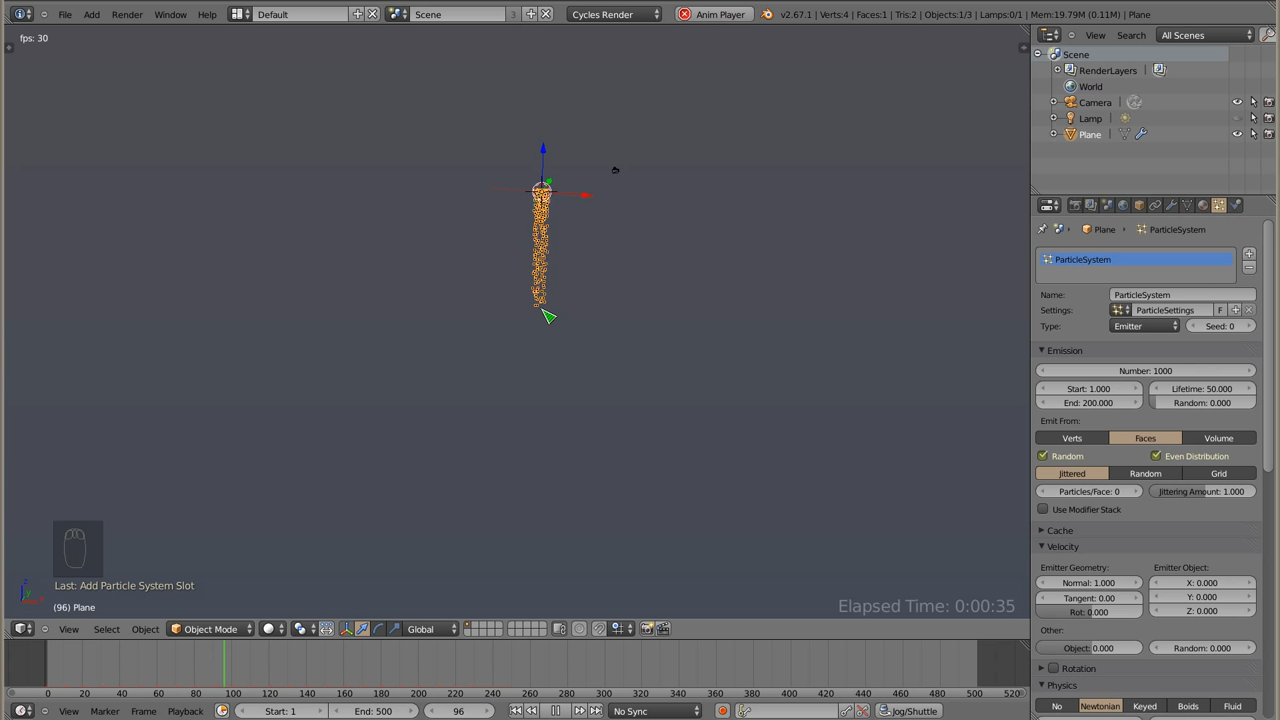 File Add Render Window Help Default Scene 3 Cycles Render Anim Player v2.67.1 | Verts:4 | Faces:1 | Tris:2 | Objects:1/3 | Lamps:0/1 | Mem:19.79M (0.11M) | Plane
fps: 30
View Search All Scenes
Scene
RenderLayers
World
Camera
Lamp
Plane
Plane ParticleSystem
ParticleSystem
Name: ParticleSystem
Settings: ParticleSettings F
Type: Emitter Seed: 0
Emission
Number: 1000
Start: 1.000 Lifetime: 50.000
End: 200.000 Random: 0.000
Emit From:
Verts Faces Volume
Random Even Distribution
Jittered Random Grid
Particles/Face: 0 Jittering Amount: 1.000
Use Modifier Stack
Cache
Velocity
Emitter Geometry: Emitter Object:
Normal: 1.000 X: 0.000
Tangent: 0.00 Y: 0.000
Rot: 0.000 Z: 0.000
Other:
Object: 0.000 Random: 0.000
Rotation
Physics
No Newtonian Keyed Boids Fluid
Last: Add Particle System Slot
(96) Plane
Elapsed Time: 0:00:35
View Select Object Object Mode Global
0 20 40 60 80 100 120 140 160 180 200 220 240 260 280 300 320 340 360 380 400 420 440 460 480 500 520
View Marker Frame Playback Start: 1 End: 500 96 No Sync Jog/Shuttle